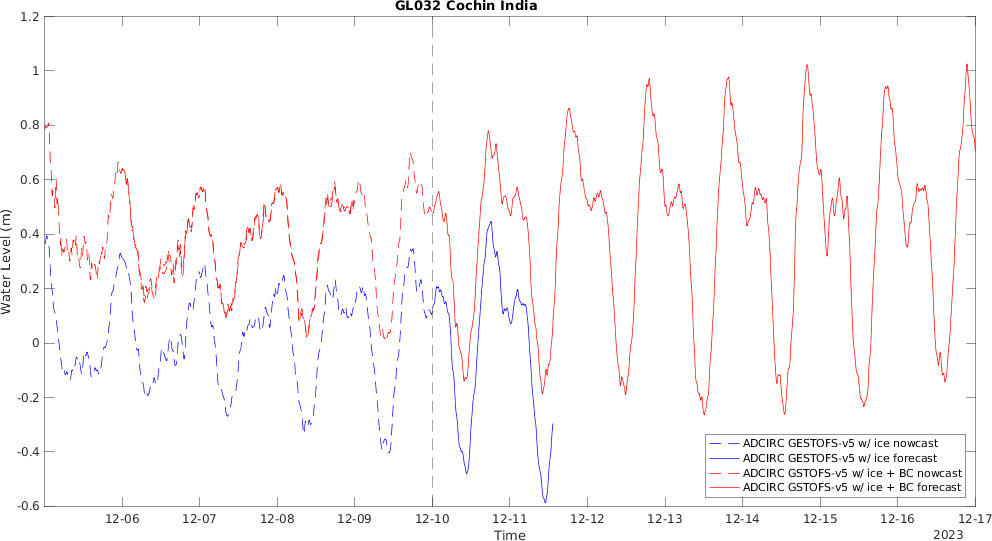 GL032 Cochin India
1.2
1
0.8
0.6
0.4
0.2
0
-0.2
-0.4
-0.6
Water Level (m)
ADCIRC GESTOFS-v5 w/ ice nowcast
ADCIRC GESTOFS-v5 w/ ice forecast
ADCIRC GSTOFS-v5 w/ ice + BC nowcast
ADCIRC GSTOFS-v5 w/ ice + BC forecast
12-06 12-07 12-08 12-09 12-10 12-11 12-12 12-13 12-14 12-15 12-16 12-17
Time
2023